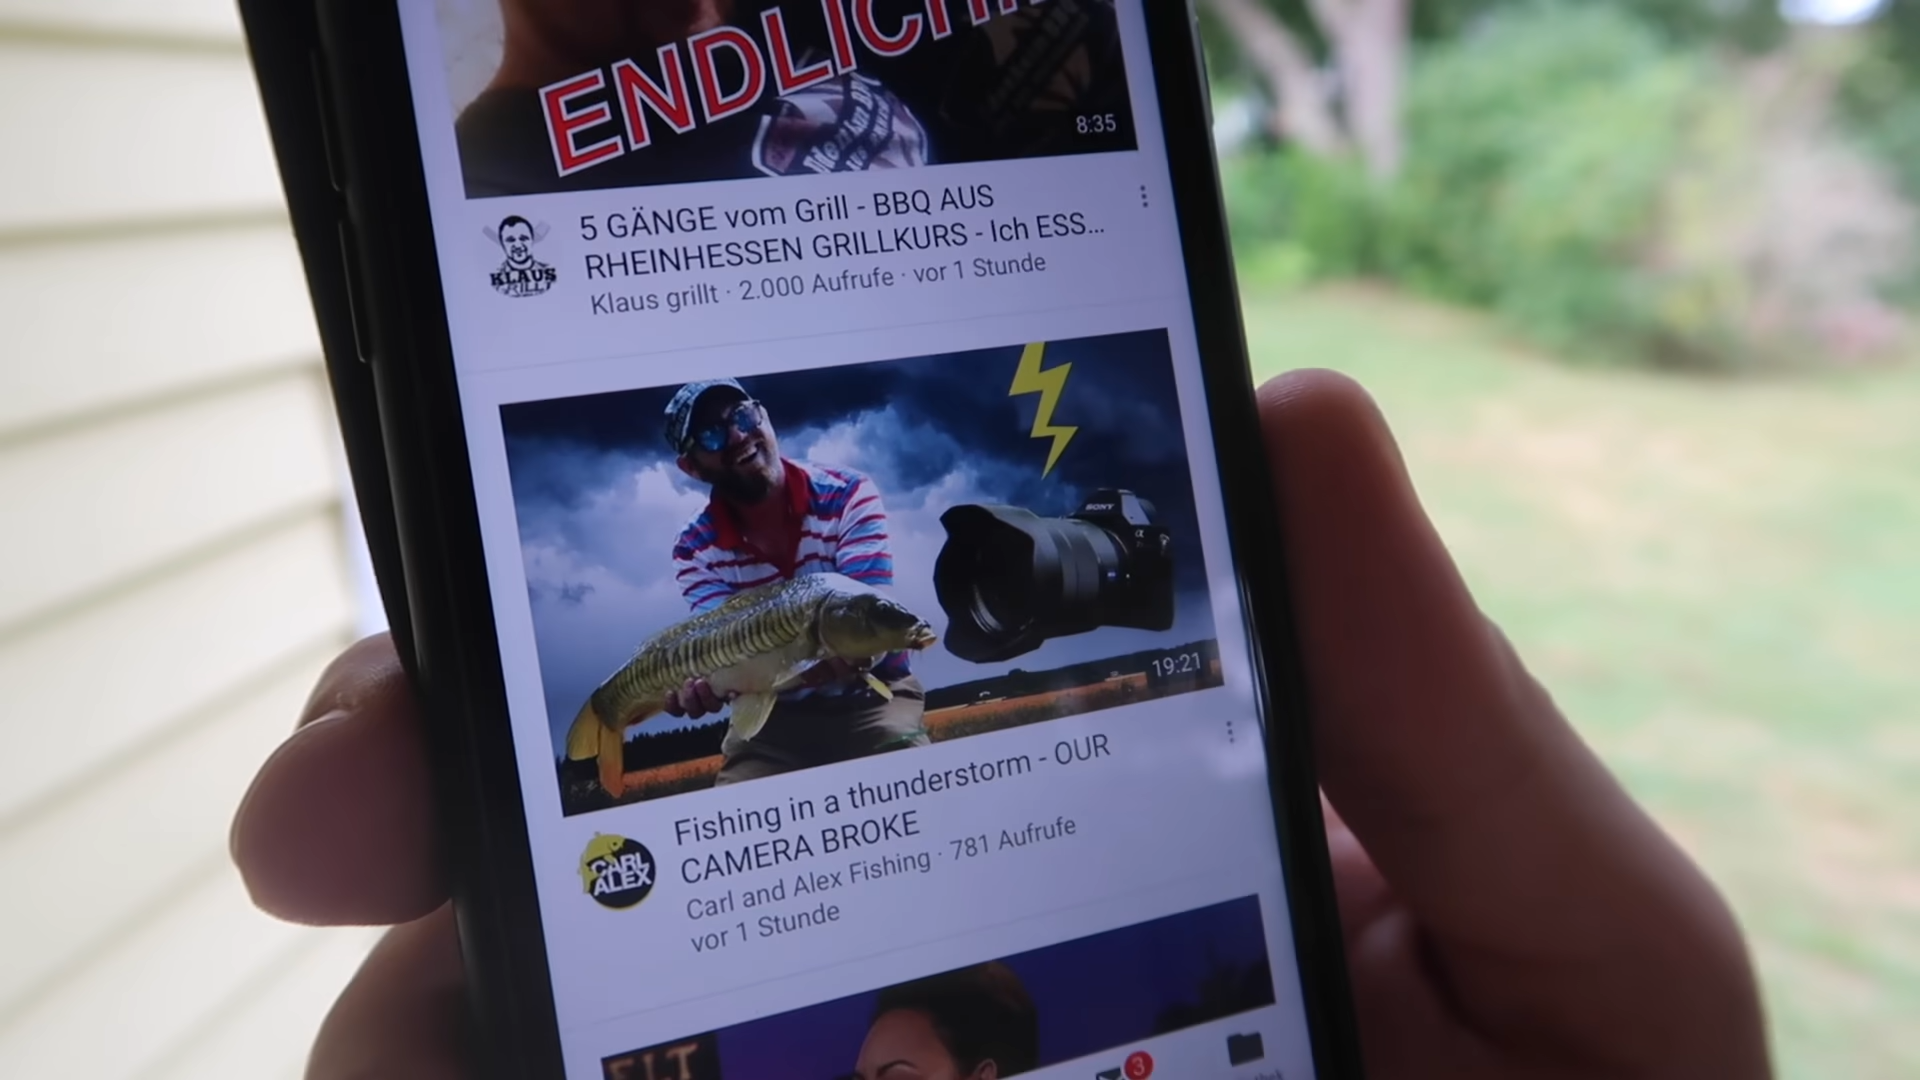 ENDLICH
8:35
5 GÄNGE vom Grill - BBQ AUS
RHEINHESSEN GRILLKURS - Ich ESS...
Klaus grillt · 2.000 Aufrufe · vor 1 Stunde
KLAUS
GRILLT
SONY
α
19:21
Fishing in a thunderstorm - OUR
CAMERA BROKE
Carl and Alex Fishing · 781 Aufrufe
vor 1 Stunde
CARL
ALEX
3